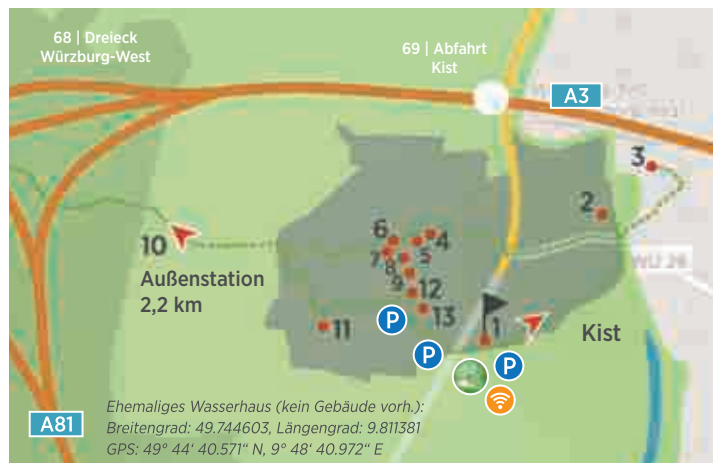 68 | Dreieck
Würzburg-West
69 | Abfahrt
Kist
A3
3
2
6
4
7
5
8
9
12
13
10
Außenstation
2,2 km
11
P
P
1
P
Kist
WÜ 26
A81
Ehemaliges Wasserhaus (kein Gebäude vorh.):
Breitengrad: 49.744603, Längengrad: 9.811381
GPS: 49° 44‘ 40.571“ N, 9° 48‘ 40.972“ E